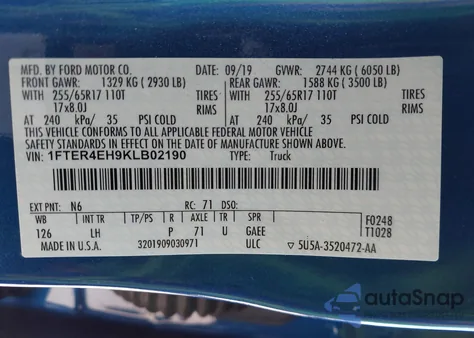 MFD. BY FORD MOTOR CO. DATE: 09/19 GVWR: 2744 KG ( 6050 LB)
FRONT GAWR: 1329 KG ( 2930 LB) REAR GAWR: 1588 KG ( 3500 LB)
WITH 255/65R17 110T TIRES WITH 255/65R17 110T TIRES
17x8.0J RIMS 17x8.0J RIMS
AT 240 kPa/ 35 PSI COLD AT 240 kPa/ 35 PSI COLD
THIS VEHICLE CONFORMS TO ALL APPLICABLE FEDERAL MOTOR VEHICLE
SAFETY STANDARDS IN EFFECT ON THE DATE OF MANUFACTURE SHOWN ABOVE.
VIN: 1FTER4EH9KLB02190 TYPE: Truck
EXT PNT: N6 RC: 71 DSO:
WB INT TR TP/PS R AXLE TR SPR F0248
126 LH P 71 U GAEE T1028
MADE IN U.S.A. 3201909030971 ULC 5U5A-3520472-AA
autoSnap